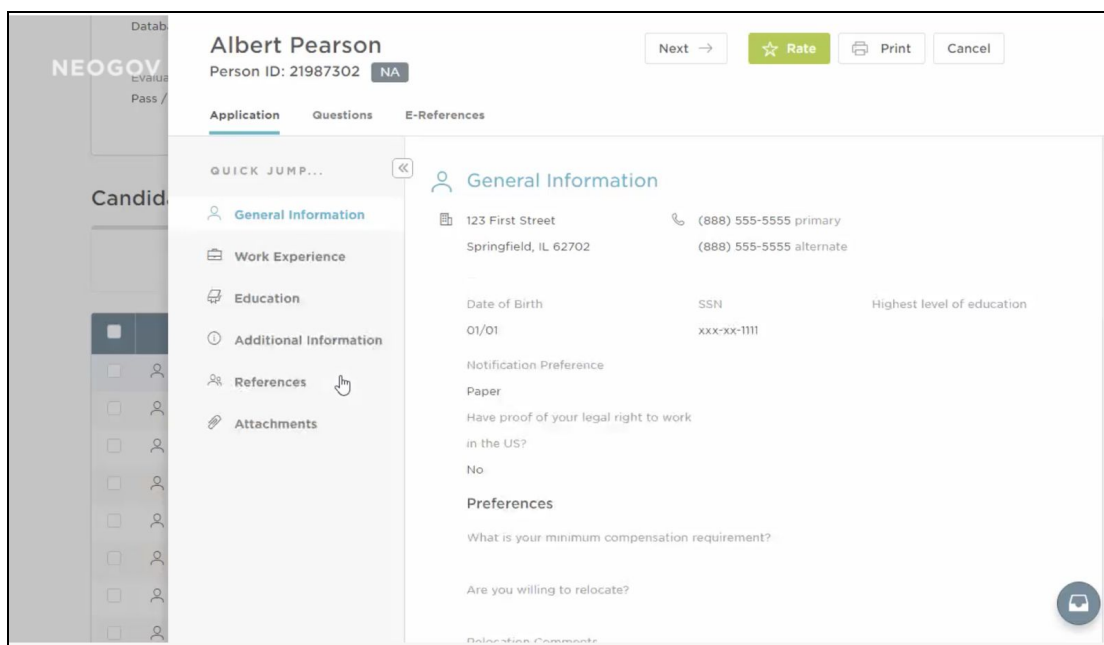 Datab
NEOGOV
Evalua
Pass /
Candid
Albert Pearson
Person ID: 21987302 NA
Next →
Rate
Print
Cancel
Application Questions E-References
QUICK JUMP...
General Information
Work Experience
Education
Additional Information
References
Attachments
General Information
123 First Street
Springfield, IL 62702
(888) 555-5555 primary
(888) 555-5555 alternate
Date of Birth SSN Highest level of education
01/01 xxx-xx-1111
Notification Preference
Paper
Have proof of your legal right to work
in the US?
No
Preferences
What is your minimum compensation requirement?
Are you willing to relocate?
Relocation Comments